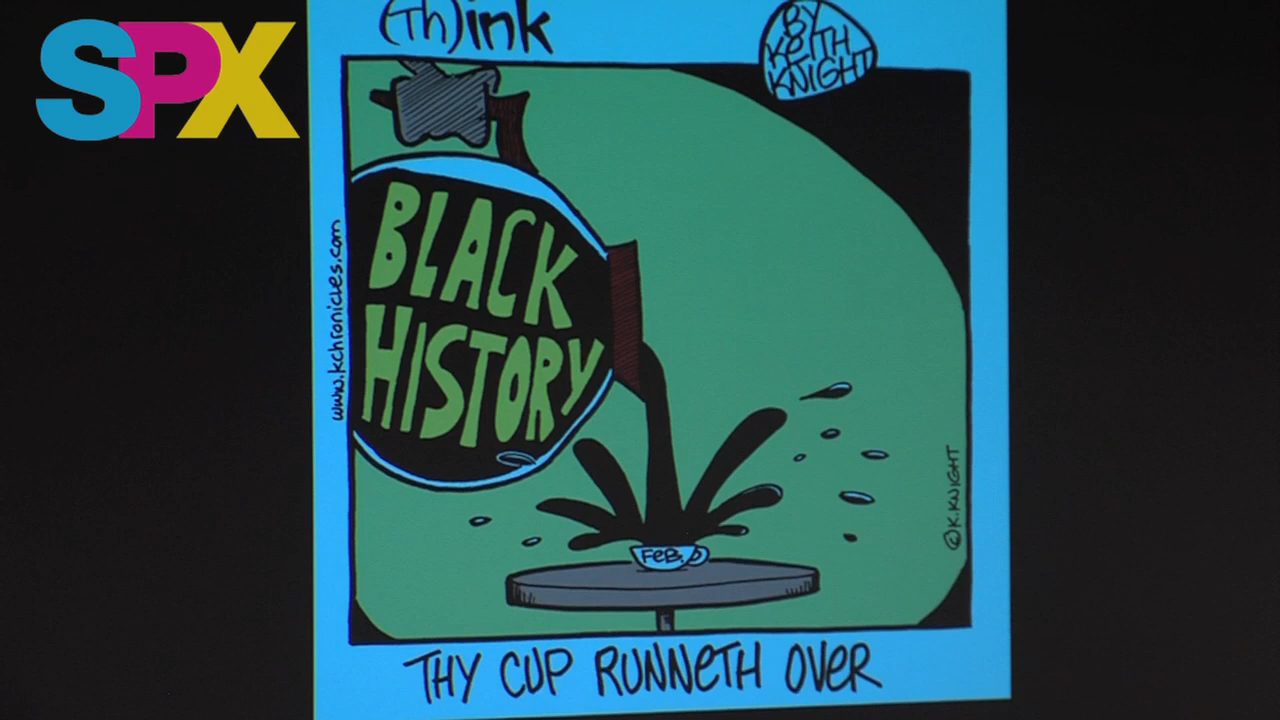 SPX
(Th)ink
BY
KEITH
KNIGHT
www.kchronicles.com
BLACK
HISTORY
FeB.
©K.KNIGHT
THY CUP RUNNeTH OVeR